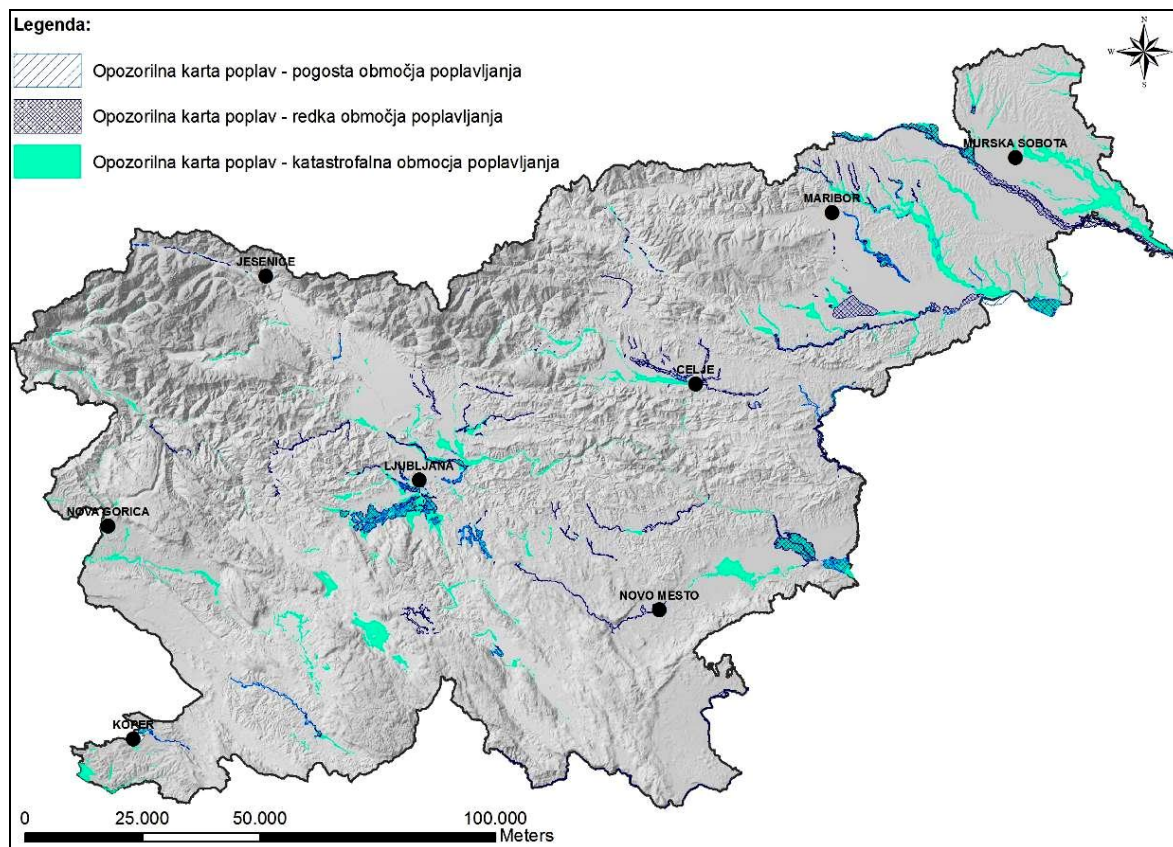 Legenda:
Opozorilna karta poplav - pogosta območja poplavljanja
Opozorilna karta poplav - redka območja poplavljanja
Opozorilna karta poplav - katastrofalna obmocja poplavljanja
N
W E
S
MURSKA SOBOTA
MARIBOR
JESENICE
CELJE
LJUBLJANA
NOVA GORICA
NOVO MESTO
KOPER
0 25.000 50.000 100.000
Meters